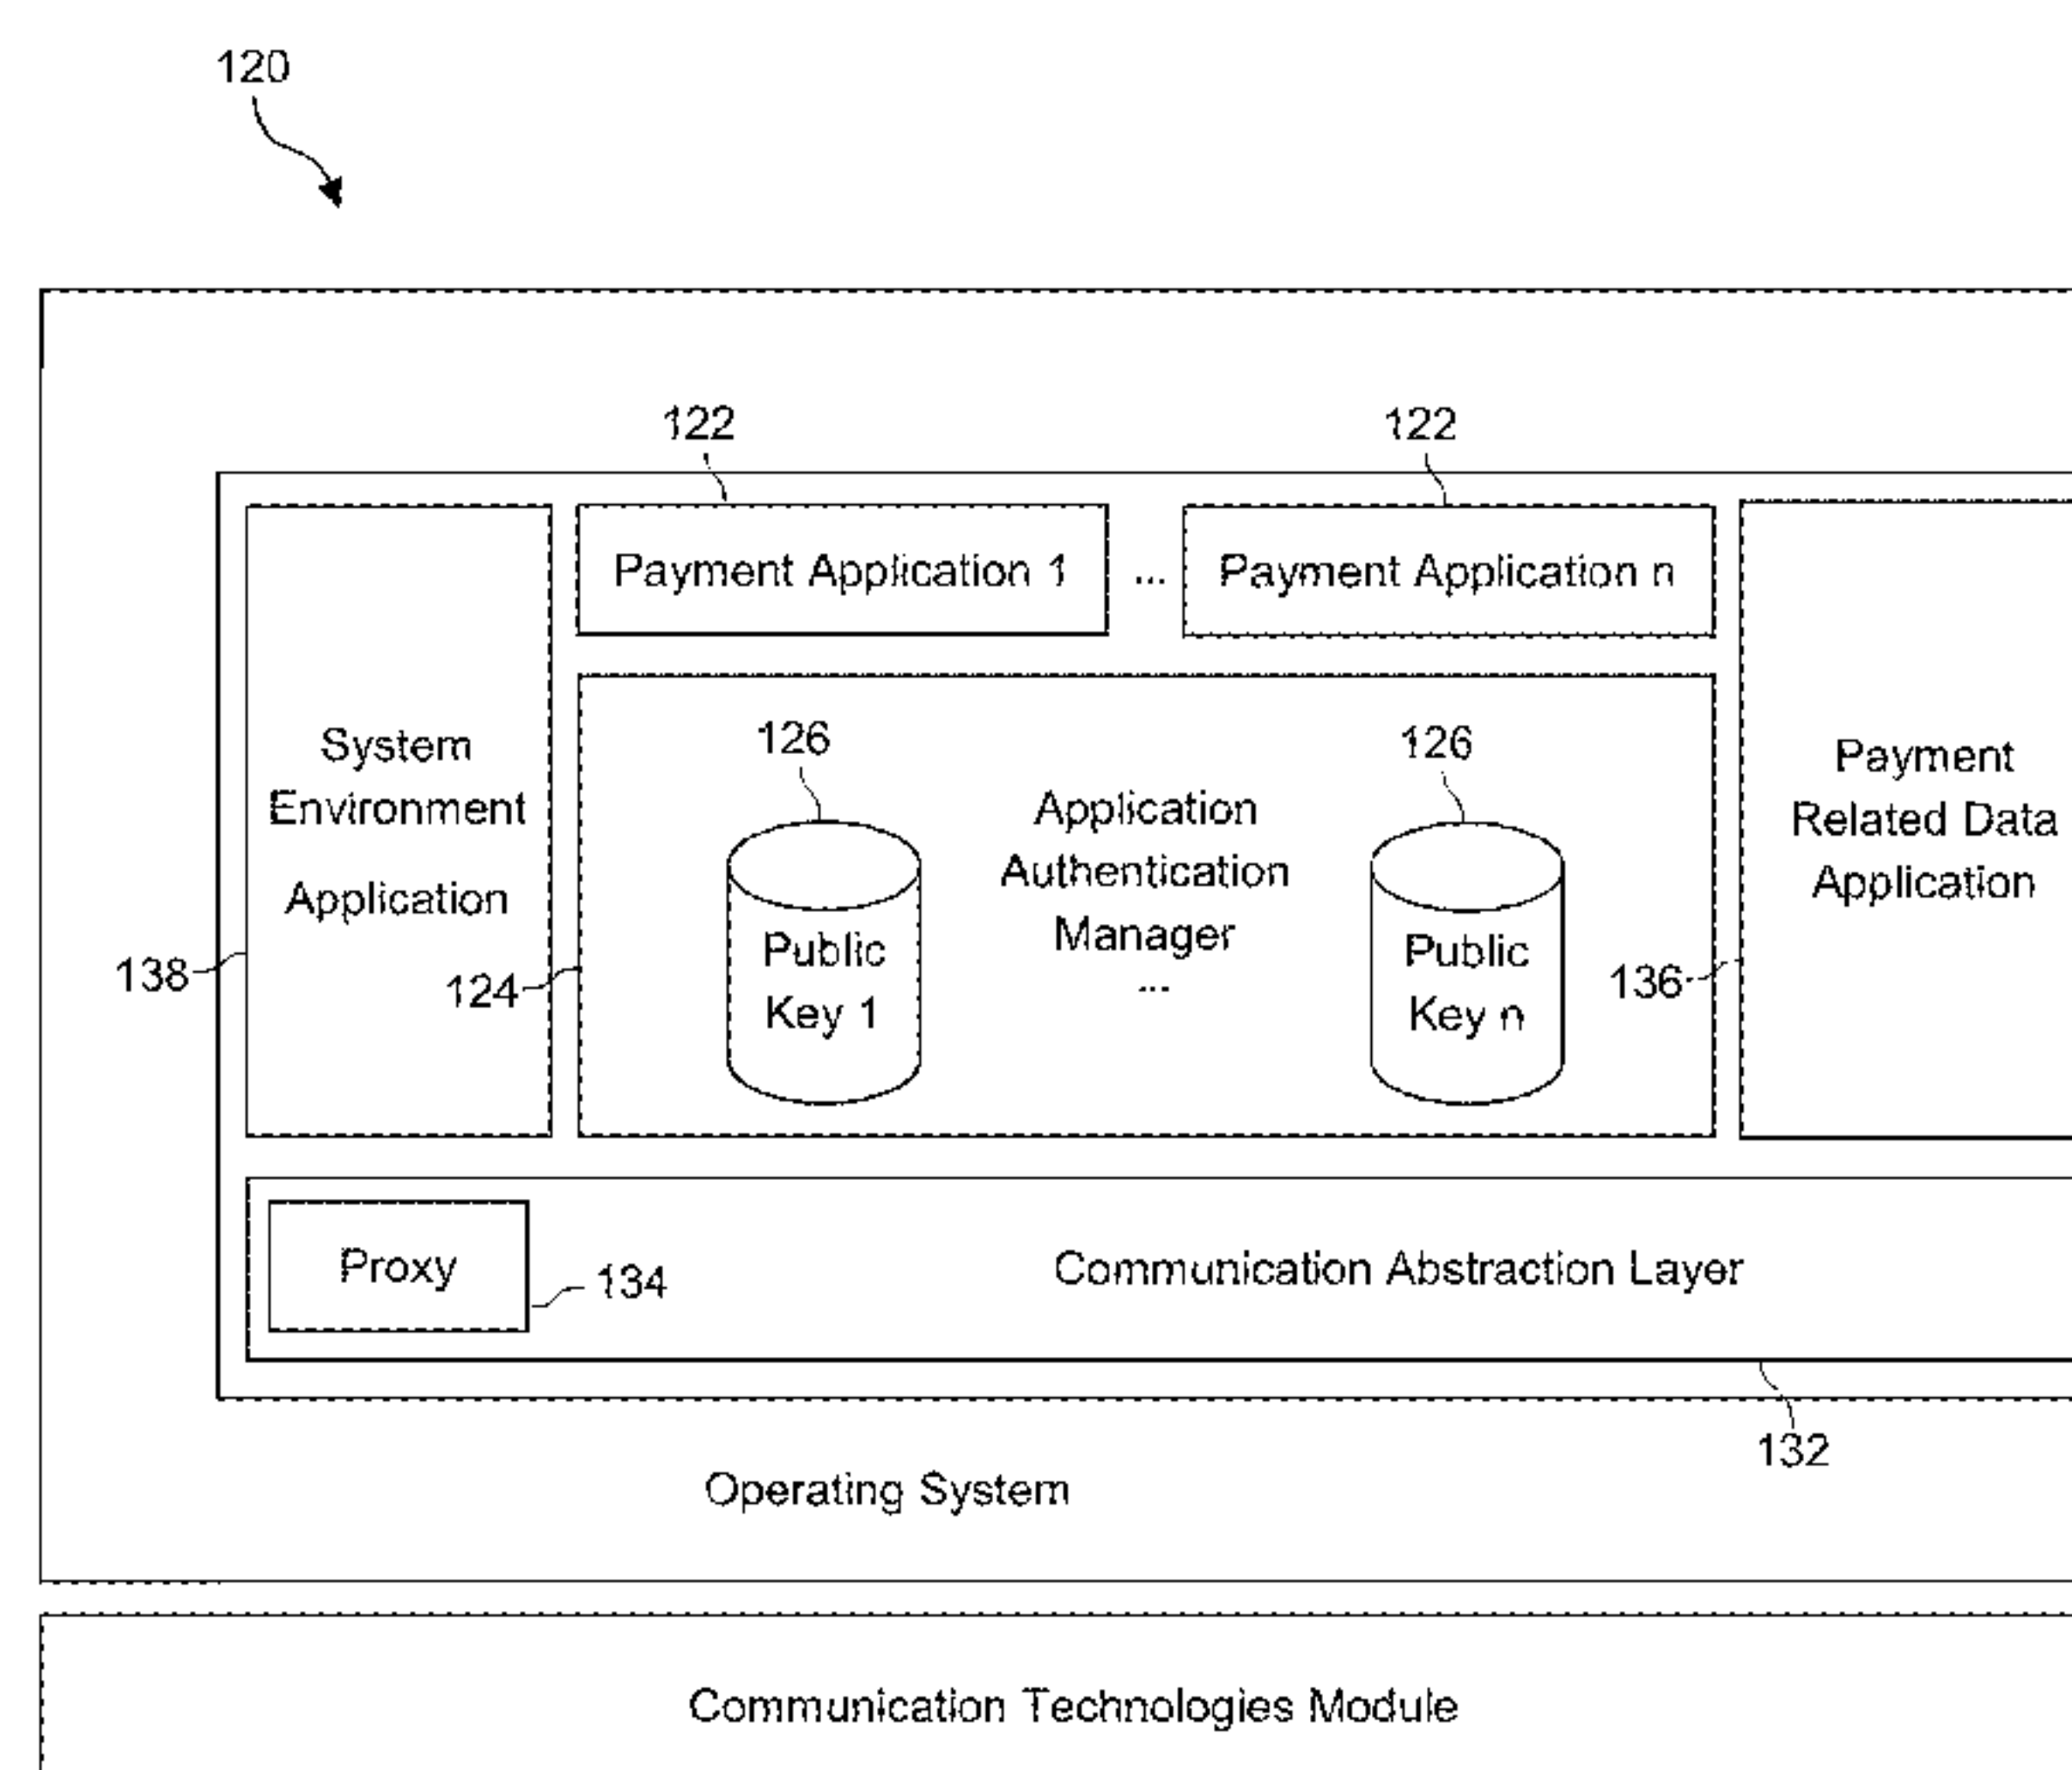 120
122
122
Payment Application 1
...
Payment Application n
System
Environment
Application
138
124
126
Public
Key 1
Application
Authentication
Manager
...
126
Public
Key n
136
Payment
Related Data
Application
Proxy
134
Communication Abstraction Layer
132
Operating System
Communication Technologies Module